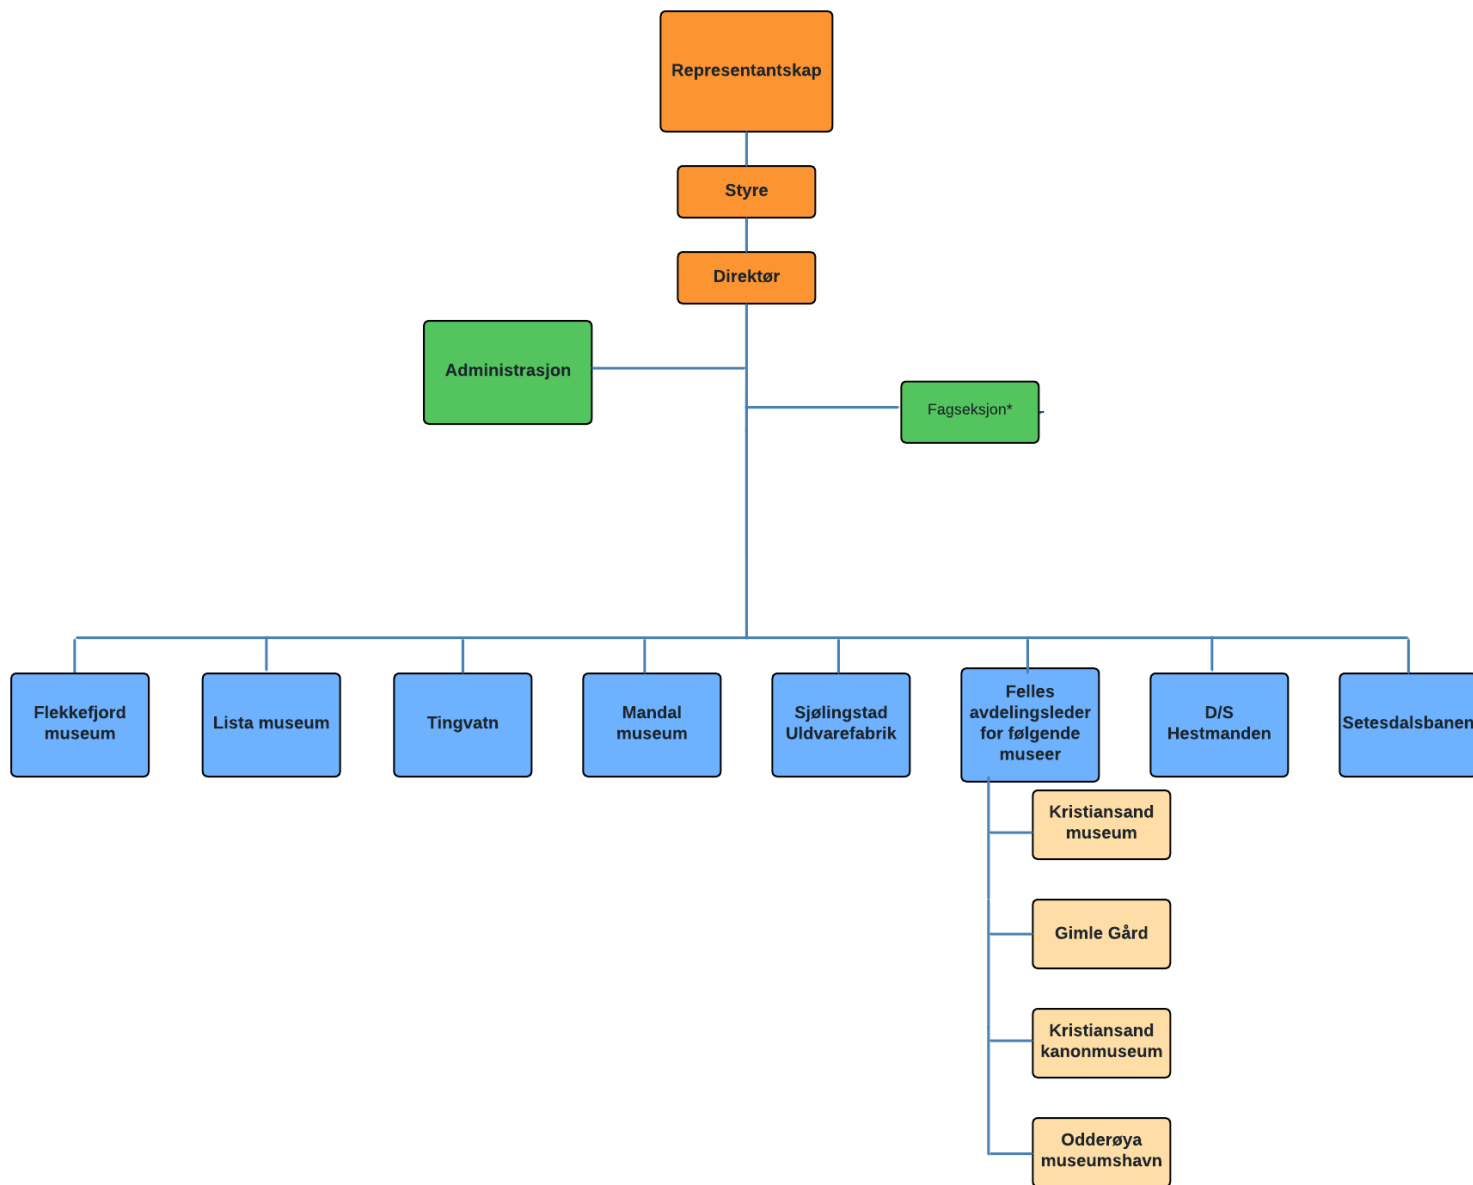 Representantskap
Styre
Direktør
Administrasjon
Fagseksjon*
Flekkefjord
museum
Lista museum
Tingvatn
Mandal
museum
Sjølingstad
Uldvarefabrik
Felles
avdelingsleder
for følgende
museer
D/S
Hestmanden
Setesdalsbanen
Kristiansand
museum
Gimle Gård
Kristiansand
kanonmuseum
Odderøya
museumshavn